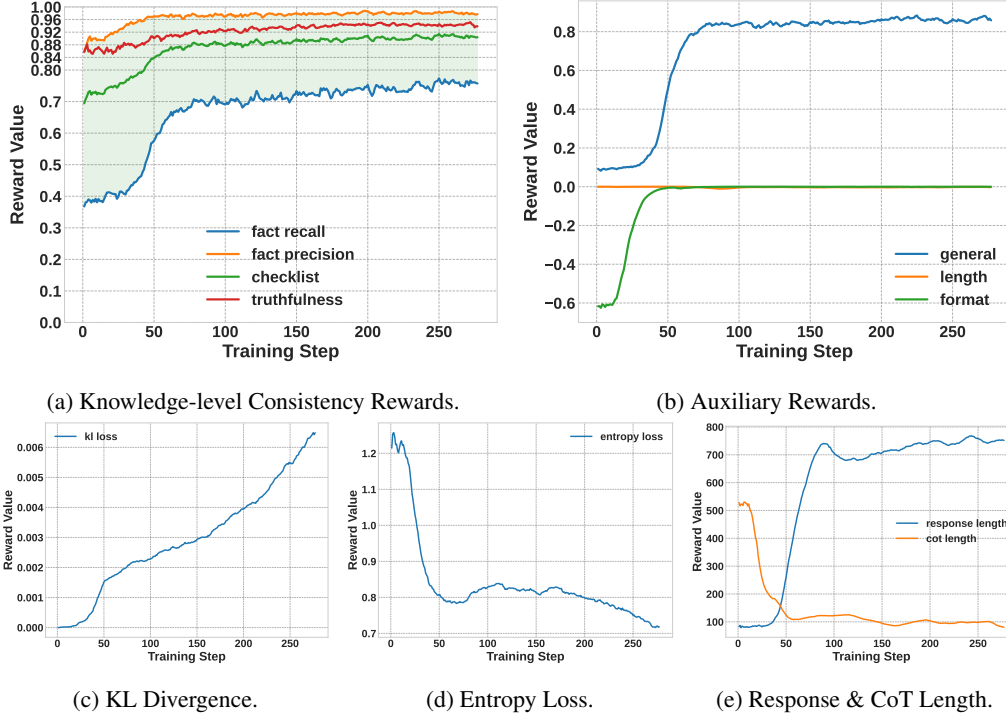 1.00
0.96
0.92
0.88
0.84
0.80
0.7
0.6
0.5
0.4
0.3
0.2
0.1
0.0
Reward Value
fact recall
fact precision
checklist
truthfulness
0 50 100 150 200 250
Training Step
(a) Knowledge-level Consistency Rewards.
0.8
0.6
0.4
0.2
0.0
−0.2
−0.4
−0.6
Reward Value
general
length
format
0 50 100 150 200 250
Training Step
(b) Auxiliary Rewards.
kl loss
0.006
0.005
0.004
0.003
0.002
0.001
0.000
Reward Value
0 50 100 150 200 250
Training Step
(c) KL Divergence.
entropy loss
1.2
1.1
1.0
0.9
0.8
0.7
Reward Value
0 50 100 150 200 250
Training Step
(d) Entropy Loss.
800
700
600
500
400
300
200
100
Reward Value
response length
cot length
0 50 100 150 200 250
Training Step
(e) Response & CoT Length.